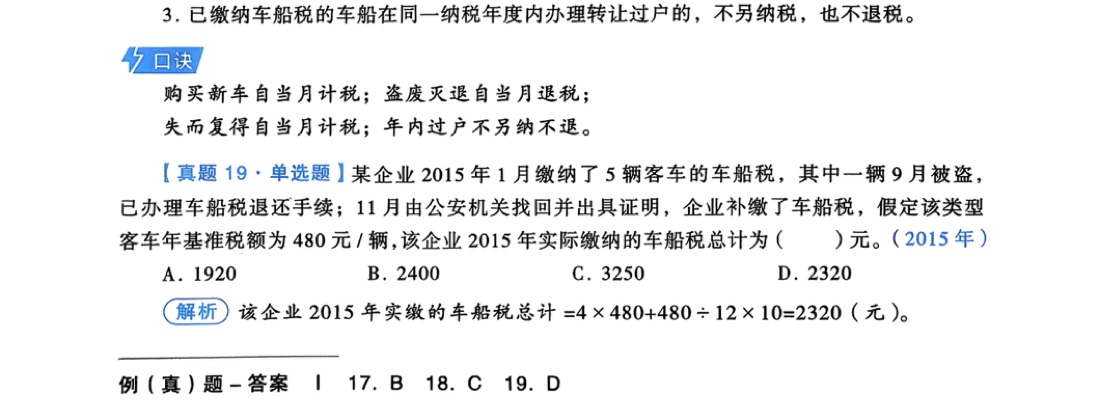 3. 已缴纳车船税的车船在同一纳税年度内办理转让过户的，不另纳税，也不退税。
口诀
购买新车自当月计税；盗废灭退自当月退税；
失而复得自当月计税；年内过户不另纳不退。
【真题 19·单选题】某企业 2015 年 1 月缴纳了 5 辆客车的车船税，其中一辆 9 月被盗，
已办理车船税退还手续；11 月由公安机关找回并出具证明，企业补缴了车船税，假定该类型
客车年基准税额为 480 元 / 辆,该企业 2015 年实际缴纳的车船税总计为（　　）元。（2015 年）
A. 1920　　B. 2400　　C. 3250　　D. 2320
解析 该企业 2015 年实缴的车船税总计 =4×480+480÷12×10=2320（元）。
例（真）题 – 答案　I　17. B　18. C　19. D